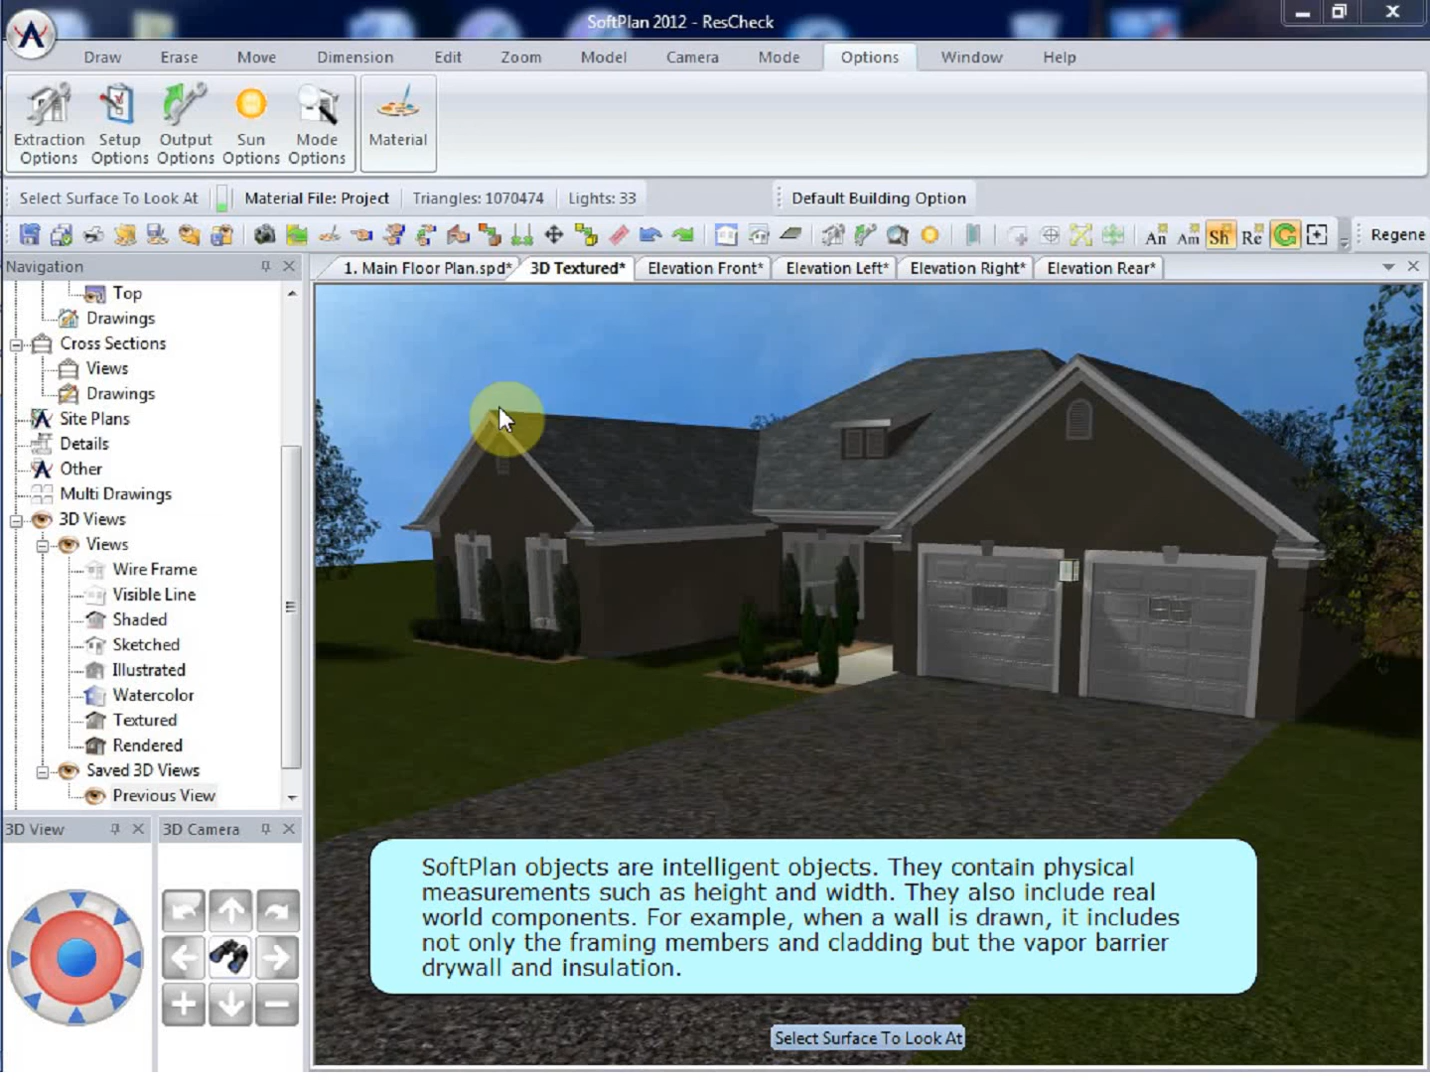 SoftPlan 2012 - ResCheck
Draw Erase Move Dimension Edit Zoom Model Camera Mode Options Window Help
Extraction Options
Setup Options
Output Options
Sun Options
Mode Options
Material
Select Surface To Look At
Material File: Project
Triangles: 1070474
Lights: 33
Default Building Option
An Am Sh Re
Regene
Navigation
1. Main Floor Plan.spd*
3D Textured*
Elevation Front*
Elevation Left*
Elevation Right*
Elevation Rear*
Top
Drawings
Cross Sections
Views
Drawings
Site Plans
Details
Other
Multi Drawings
3D Views
Views
Wire Frame
Visible Line
Shaded
Sketched
Illustrated
Watercolor
Textured
Rendered
Saved 3D Views
Previous View
3D View
3D Camera
SoftPlan objects are intelligent objects. They contain physical
measurements such as height and width. They also include real
world components. For example, when a wall is drawn, it includes
not only the framing members and cladding but the vapor barrier
drywall and insulation.
Select Surface To Look At